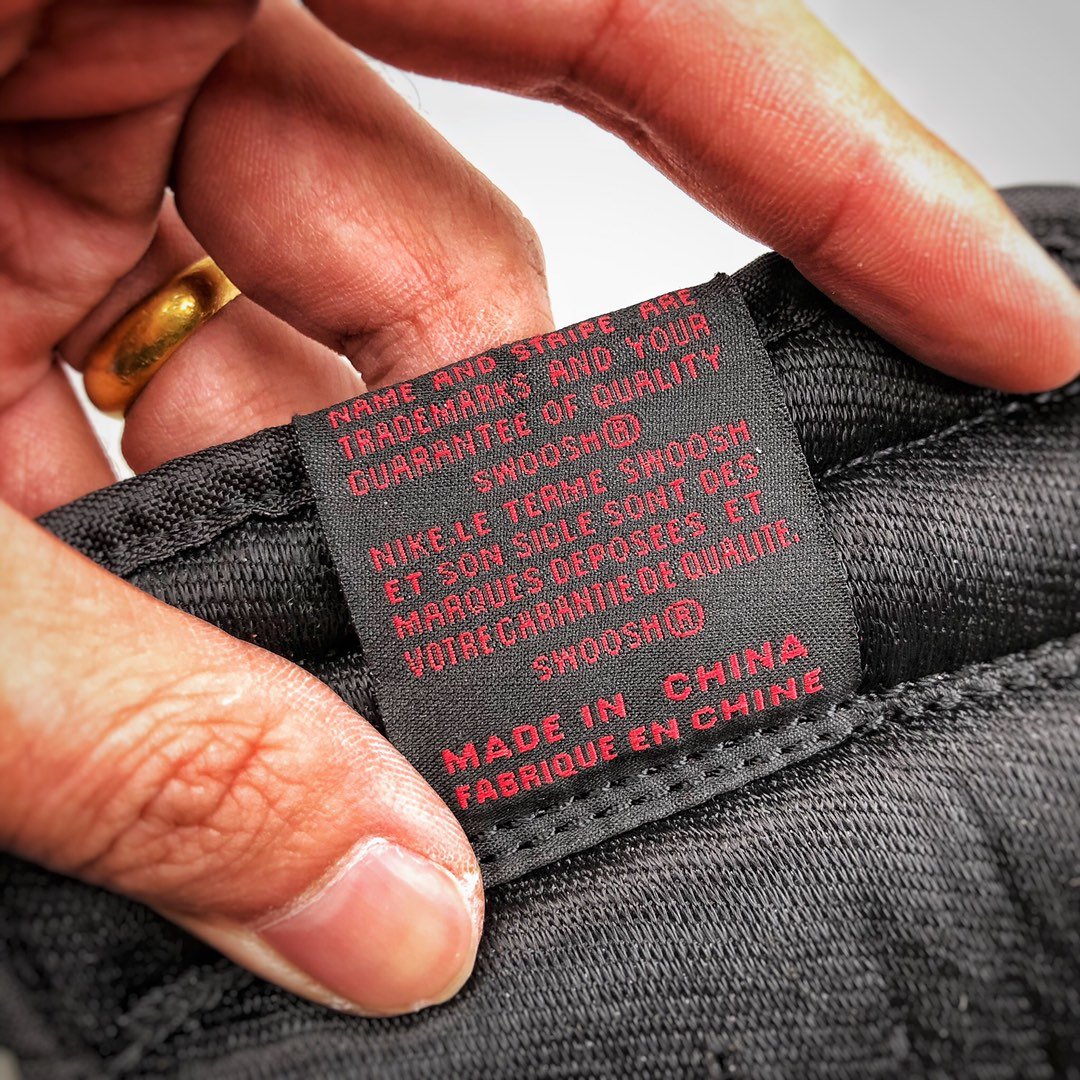 NAME AND STRIPE ARE
TRADEMARKS AND YOUR
GUARANTEE OF QUALITY
SWOOSH®
NIKE.LE TERME SWOOSH
ET SON SIGLE SONT DES
MARQUES DEPOSEES ET
VOTRE GARANTIE DE QUALITE.
SWOOSH®
MADE IN CHINA
FABRIQUE EN CHINE